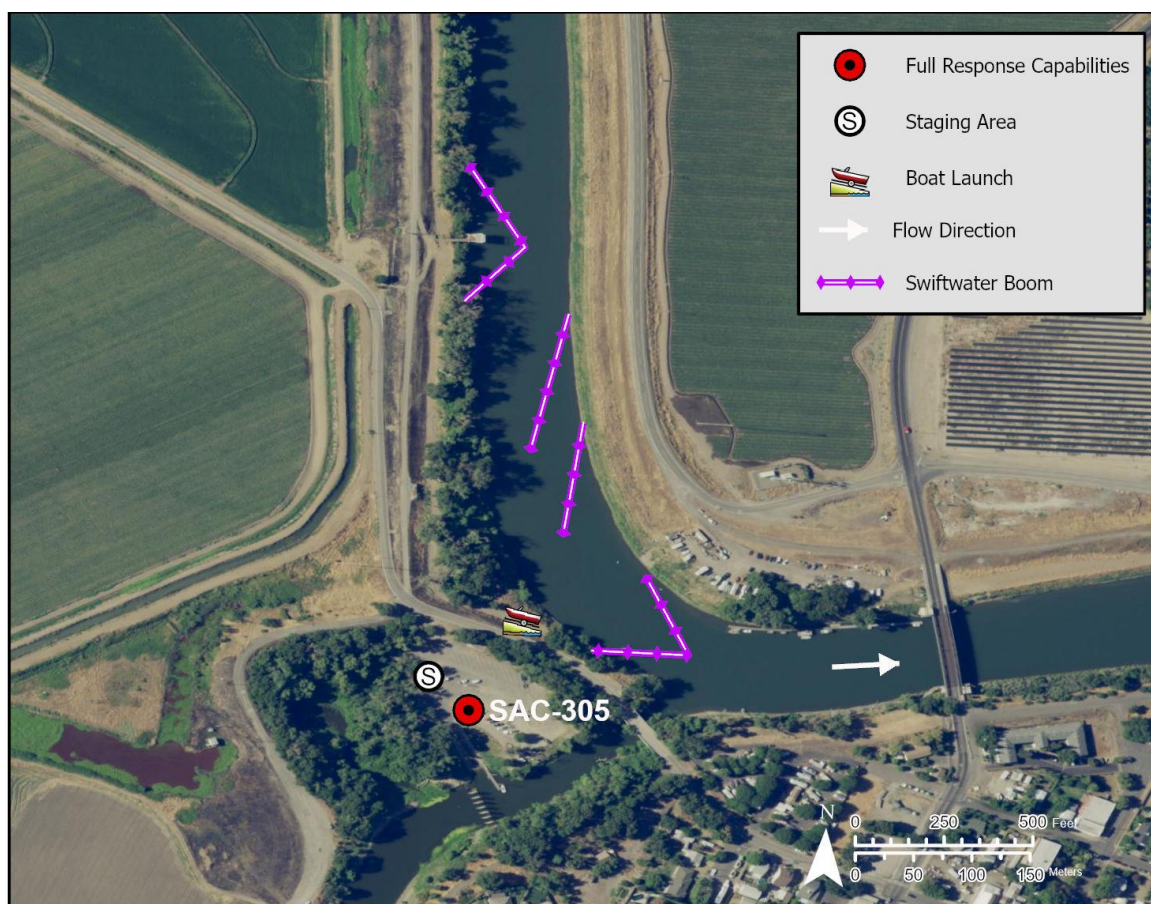 Full Response Capabilities
S
Staging Area
Boat Launch
Flow Direction
Swiftwater Boom
S
SAC-305
N
0 250 500 Feet
0 50 100 150 Meters